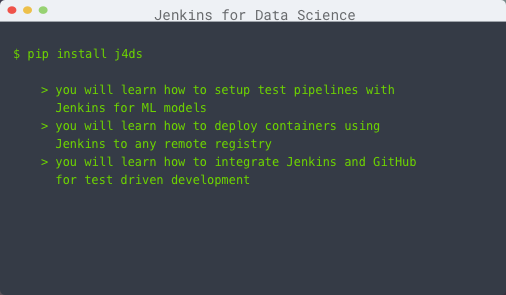 Jenkins for Data Science
$ pip install j4ds
> you will learn how to setup test pipelines with
Jenkins for ML models
> you will learn how to deploy containers using
Jenkins to any remote registry
> you will learn how to integrate Jenkins and GitHub
for test driven development